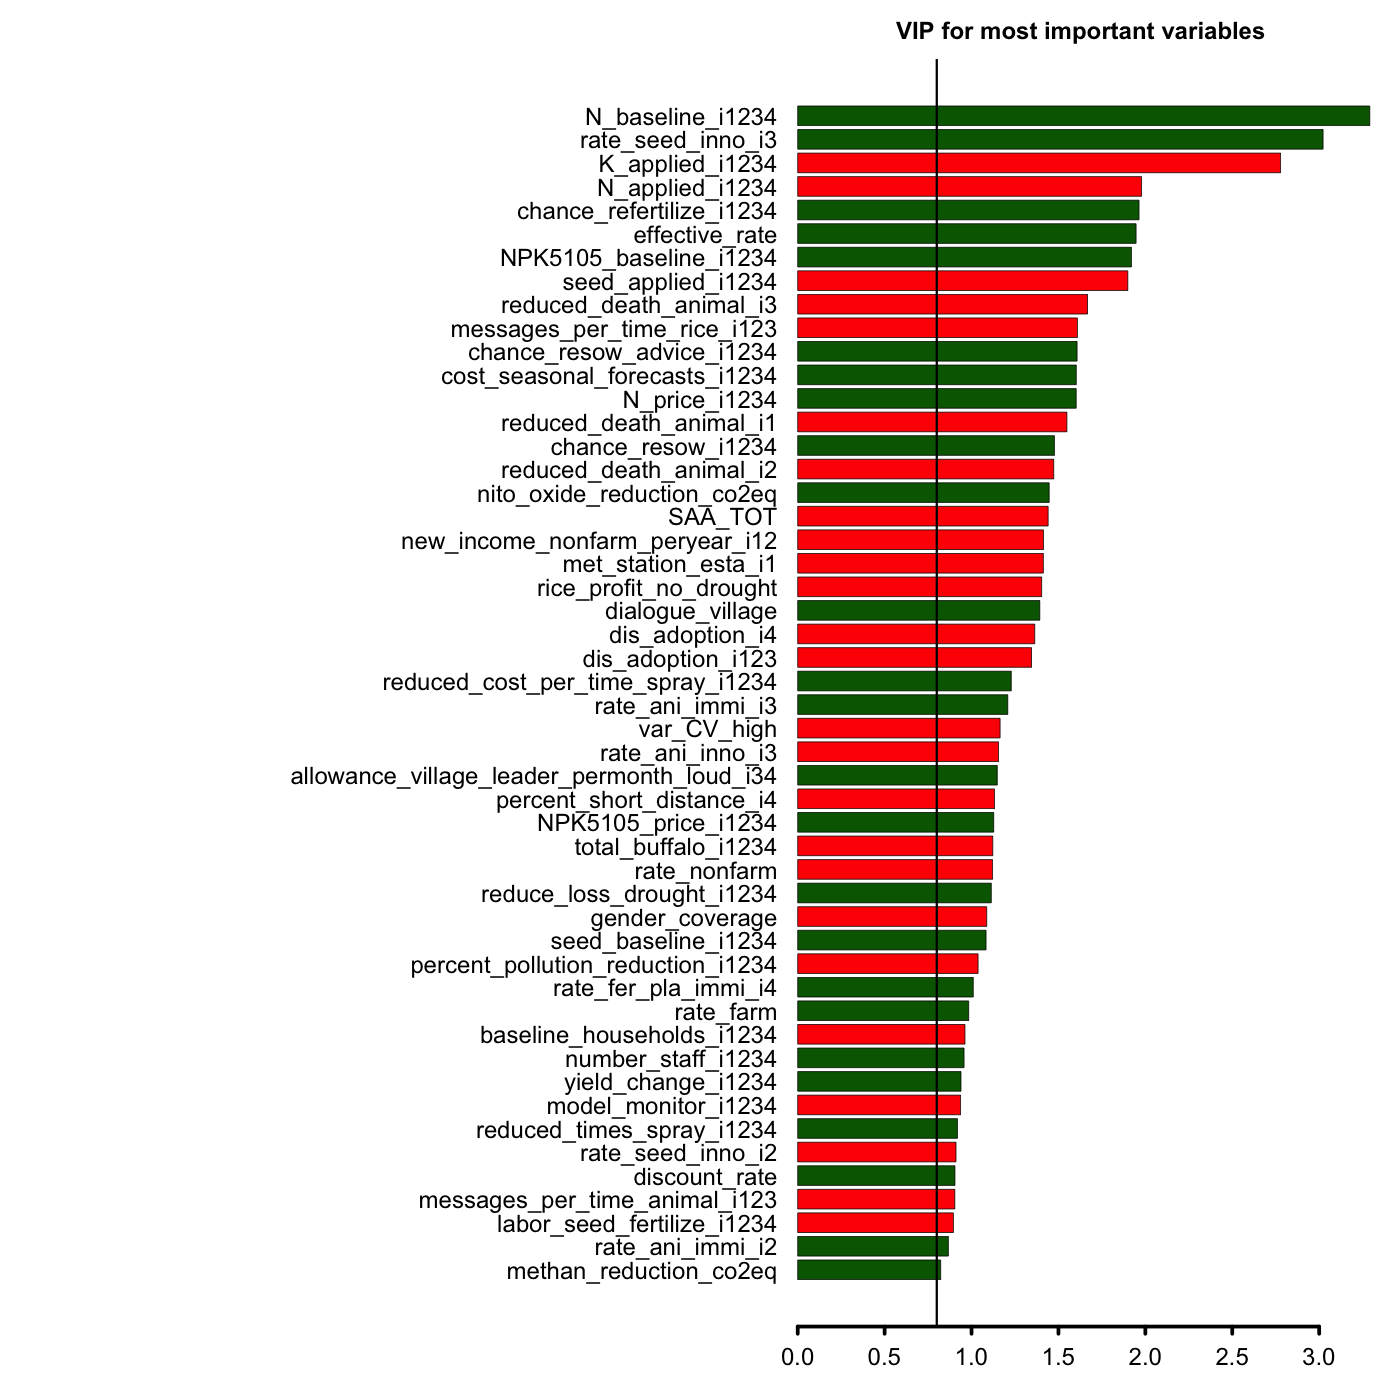 VIP for most important variables
N_baseline_i1234
rate_seed_inno_i3
K_applied_i1234
N_applied_i1234
chance_refertilize_i1234
effective_rate
NPK5105_baseline_i1234
seed_applied_i1234
reduced_death_animal_i3
messages_per_time_rice_i123
chance_resow_advice_i1234
cost_seasonal_forecasts_i1234
N_price_i1234
reduced_death_animal_i1
chance_resow_i1234
reduced_death_animal_i2
nito_oxide_reduction_co2eq
SAA_TOT
new_income_nonfarm_peryear_i12
met_station_esta_i1
rice_profit_no_drought
dialogue_village
dis_adoption_i4
dis_adoption_i123
reduced_cost_per_time_spray_i1234
rate_ani_immi_i3
var_CV_high
rate_ani_inno_i3
allowance_village_leader_permonth_loud_i34
percent_short_distance_i4
NPK5105_price_i1234
total_buffalo_i1234
rate_nonfarm
reduce_loss_drought_i1234
gender_coverage
seed_baseline_i1234
percent_pollution_reduction_i1234
rate_fer_pla_immi_i4
rate_farm
baseline_households_i1234
number_staff_i1234
yield_change_i1234
model_monitor_i1234
reduced_times_spray_i1234
rate_seed_inno_i2
discount_rate
messages_per_time_animal_i123
labor_seed_fertilize_i1234
rate_ani_immi_i2
methan_reduction_co2eq
0.0 0.5 1.0 1.5 2.0 2.5 3.0